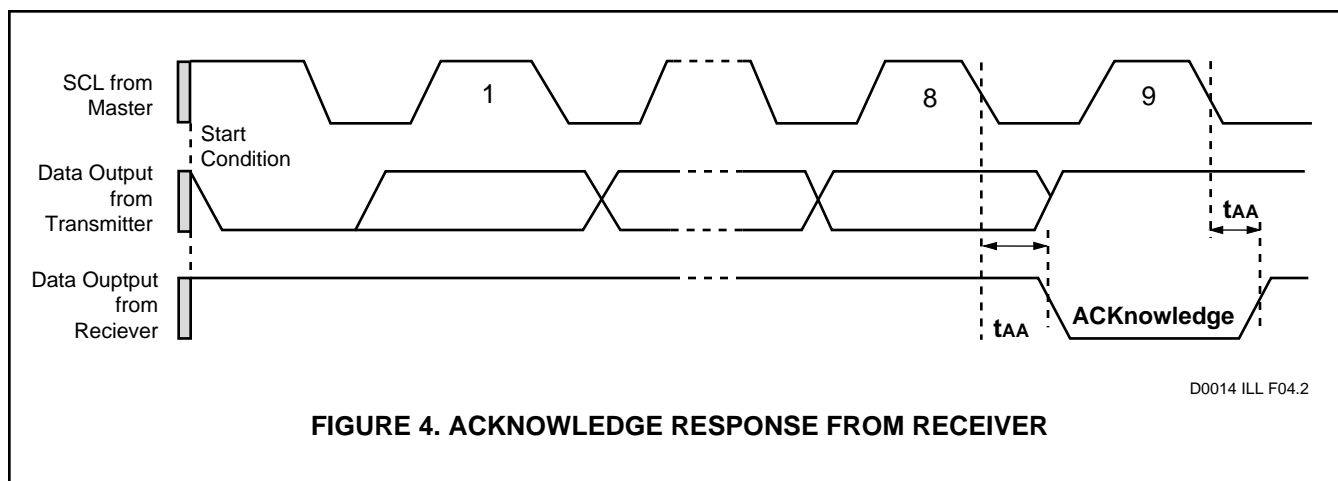 SCL from
Master
1
8
9
Start
Condition
Data Output
from
Transmitter
tAA
Data Ouptput
from
Reciever
tAA
ACKnowledge
D0014 ILL F04.2
FIGURE 4. ACKNOWLEDGE RESPONSE FROM RECEIVER